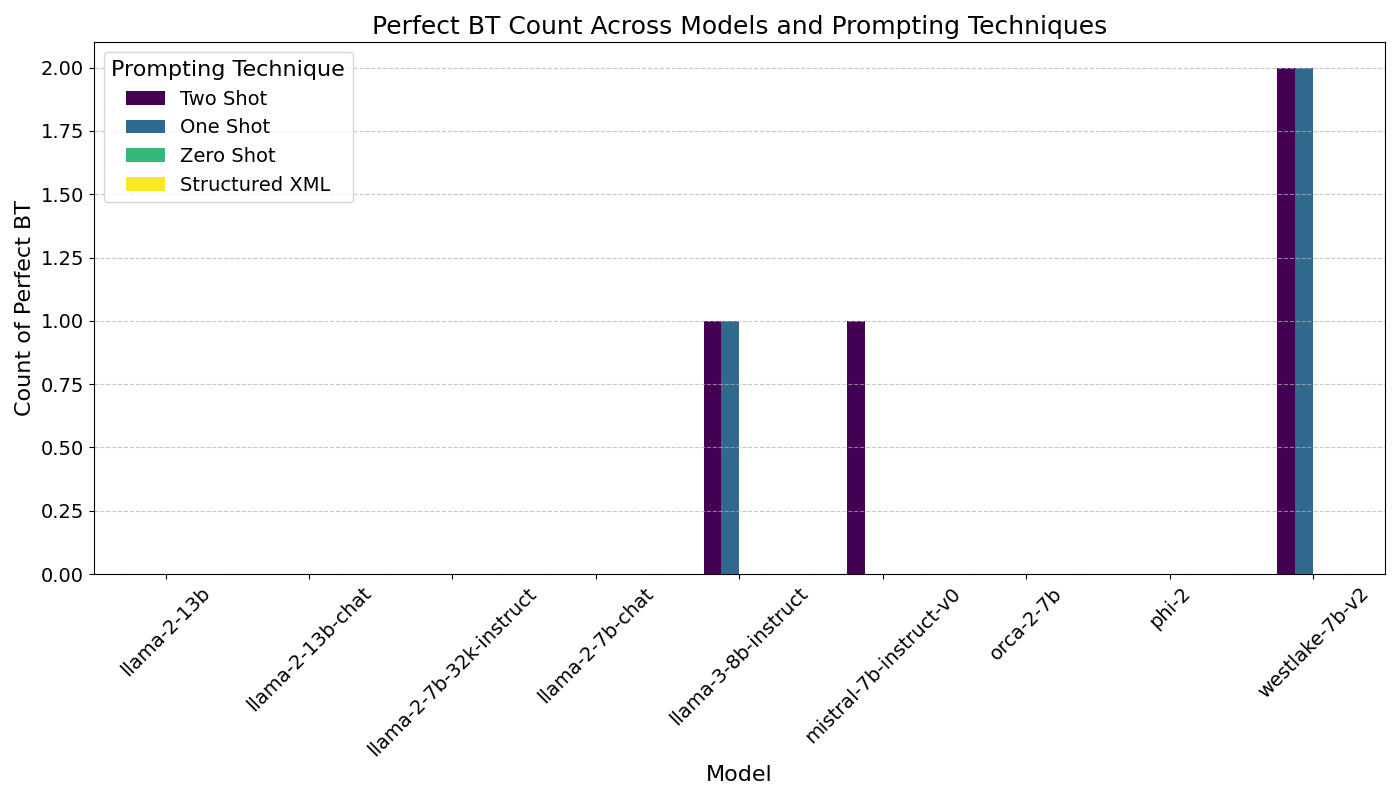 Perfect BT Count Across Models and Prompting Techniques
Prompting Technique
Two Shot
One Shot
Zero Shot
Structured XML
Count of Perfect BT
2.00
1.75
1.50
1.25
1.00
0.75
0.50
0.25
0.00
llama-2-13b
llama-2-13b-chat
llama-2-7b-32k-instruct
llama-2-7b-chat
llama-3-8b-instruct
mistral-7b-instruct-v0
orca-2-7b
phi-2
westlake-7b-v2
Model